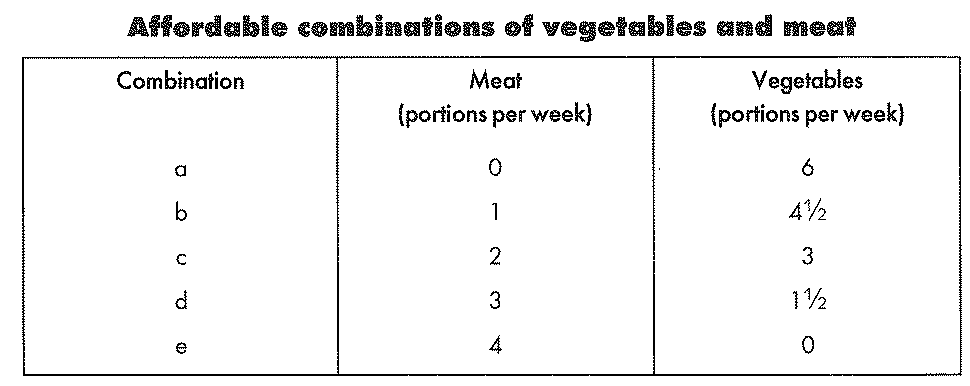 Affordable combinations of vegetables and meat
Combination Meat Vegetables
(portions per week) (portions per week)
a 0 6
b 1 4½
c 2 3
d 3 1½
e 4 0